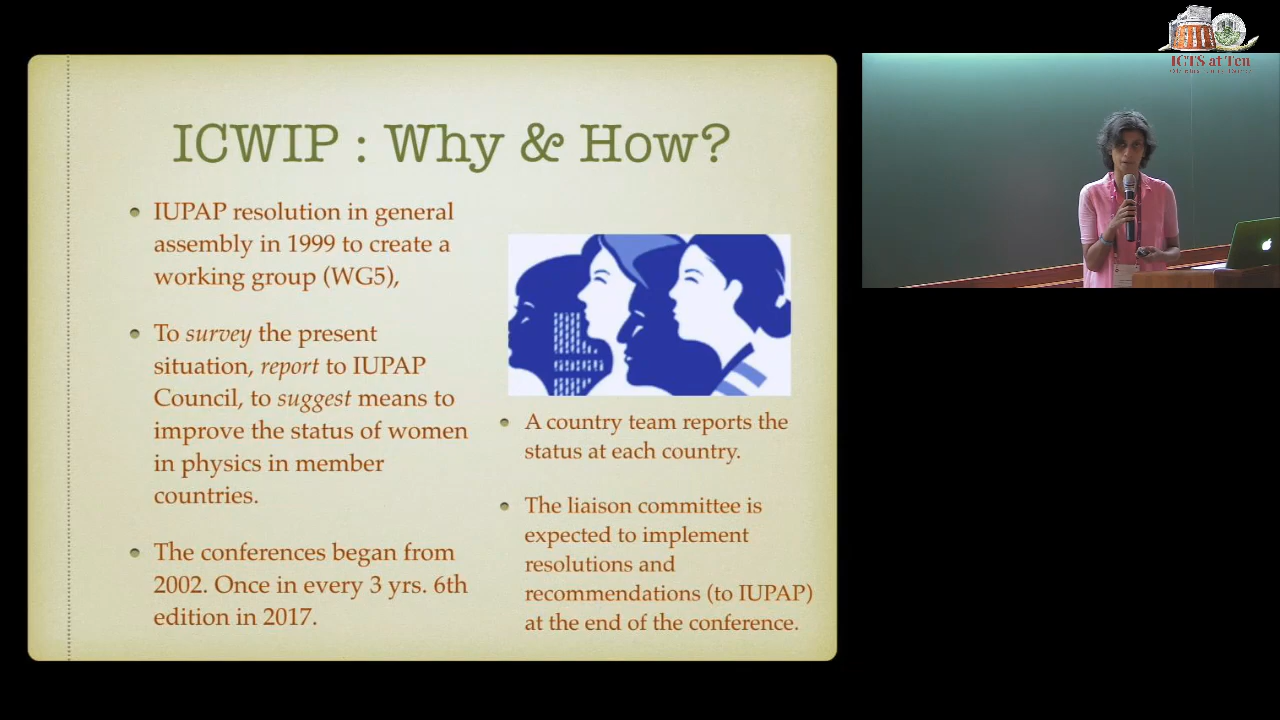 ICWIP : Why & How?
IUPAP resolution in general
assembly in 1999 to create a
working group (WG5),
To survey the present
situation, report to IUPAP
Council, to suggest means to
improve the status of women
in physics in member
countries.
The conferences began from
2002. Once in every 3 yrs. 6th
edition in 2017.
A country team reports the
status at each country.
The liaison committee is
expected to implement
resolutions and
recommendations (to IUPAP)
at the end of the conference.
ICTS at Ten